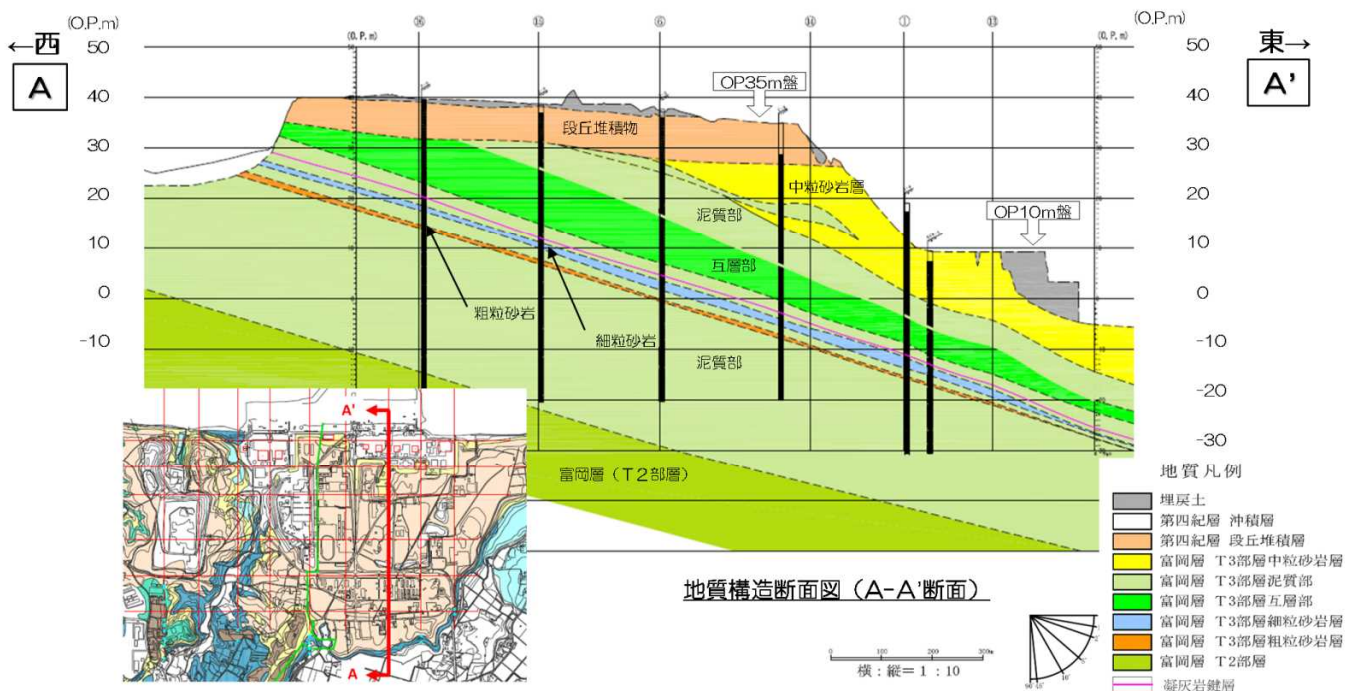 (O.P.m)
(O.P.m)
(O.P.m)
(O.P.m)
←西
東→
A
A'
50
40
30
20
10
0
-10
50
40
30
20
10
0
-10
-20
-30
OP35m盤
段丘堆積物
中粒砂岩層
OP10m盤
泥質部
互層部
粗粒砂岩
細粒砂岩
泥質部
富岡層(T2部層)
A'
A
地質構造断面図(A-A'断面)
0 100 200 300m
横:縦=1:10
地質凡例
埋戻土
第四紀層 沖積層
第四紀層 段丘堆積層
富岡層 T3部層中粒砂岩層
富岡層 T3部層泥質部
富岡層 T3部層互層部
富岡層 T3部層細粒砂岩層
富岡層 T3部層粗粒砂岩層
富岡層 T2部層
凝灰岩鍵層